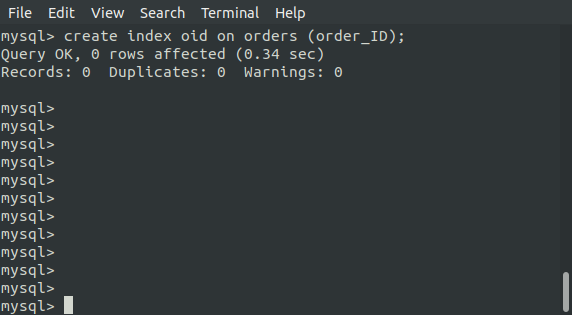 File Edit View Search Terminal Help
mysql> create index oid on orders (order_ID);
Query OK, 0 rows affected (0.34 sec)
Records: 0  Duplicates: 0  Warnings: 0
mysql>
mysql>
mysql>
mysql>
mysql>
mysql>
mysql>
mysql>
mysql>
mysql>
mysql>
mysql>